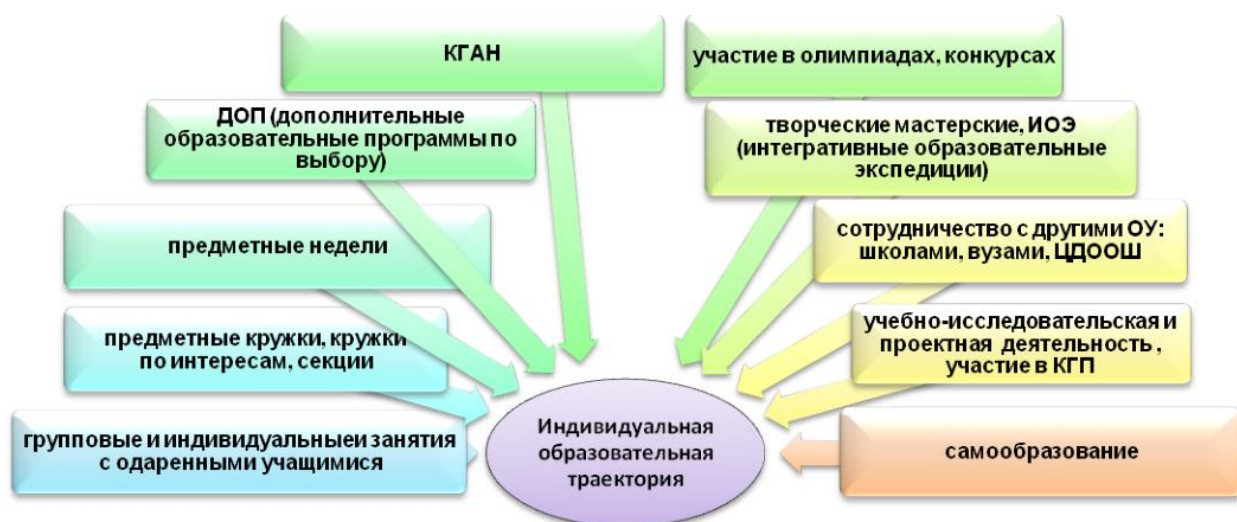 КГАН
участие в олимпиадах, конкурсах
ДОП (дополнительные
образовательные программы по
выбору)
творческие мастерские, ИОЭ
(интегративные образовательные
экспедиции)
предметные недели
сотрудничество с другими ОУ:
школами, вузами, ЦДООШ
предметные кружки, кружки
по интересам, секции
учебно-исследовательская и
проектная деятельность ,
участие в КГП
групповые и индивидуальныеи занятия
с одаренными учащимися
Индивидуальная
образовательная
траектория
самообразование